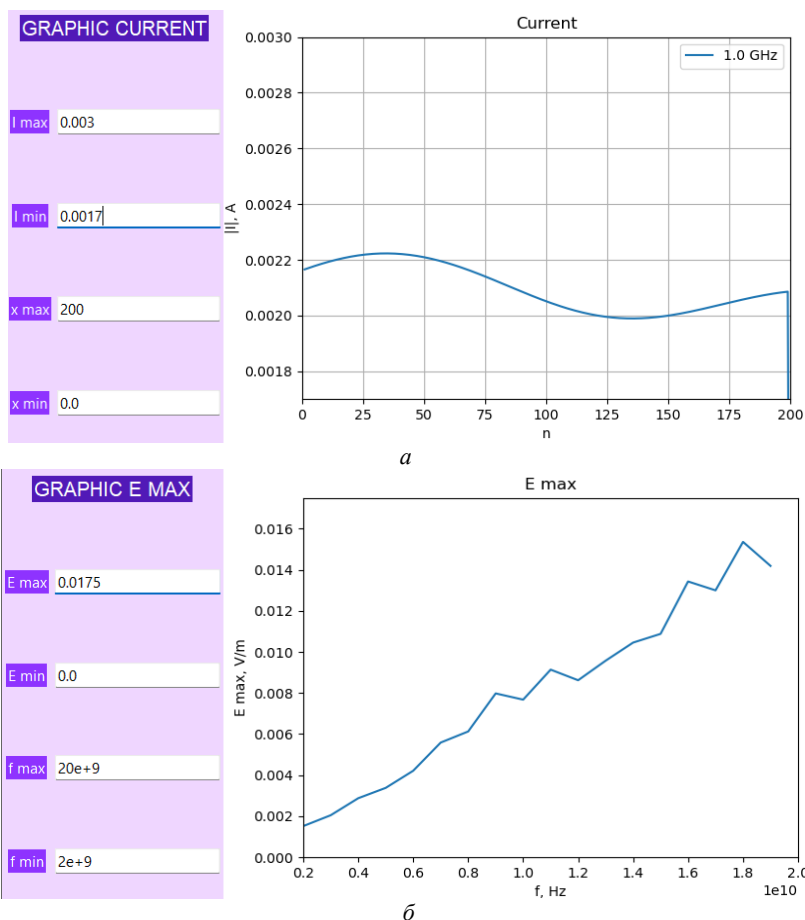 GRAPHIC CURRENT
I max 0.003
I min 0.0017
x max 200
x min 0.0
Current
1.0 GHz
|I|, A
0.0030
0.0028
0.0026
0.0024
0.0022
0.0020
0.0018
0 25 50 75 100 125 150 175 200
n
а
GRAPHIC E MAX
E max 0.0175
E min 0.0
f max 20e+9
f min 2e+9
E max
E max, V/m
0.016
0.014
0.012
0.010
0.008
0.006
0.004
0.002
0.000
0.2 0.4 0.6 0.8 1.0 1.2 1.4 1.6 1.8 2.0
1e10
f, Hz
б